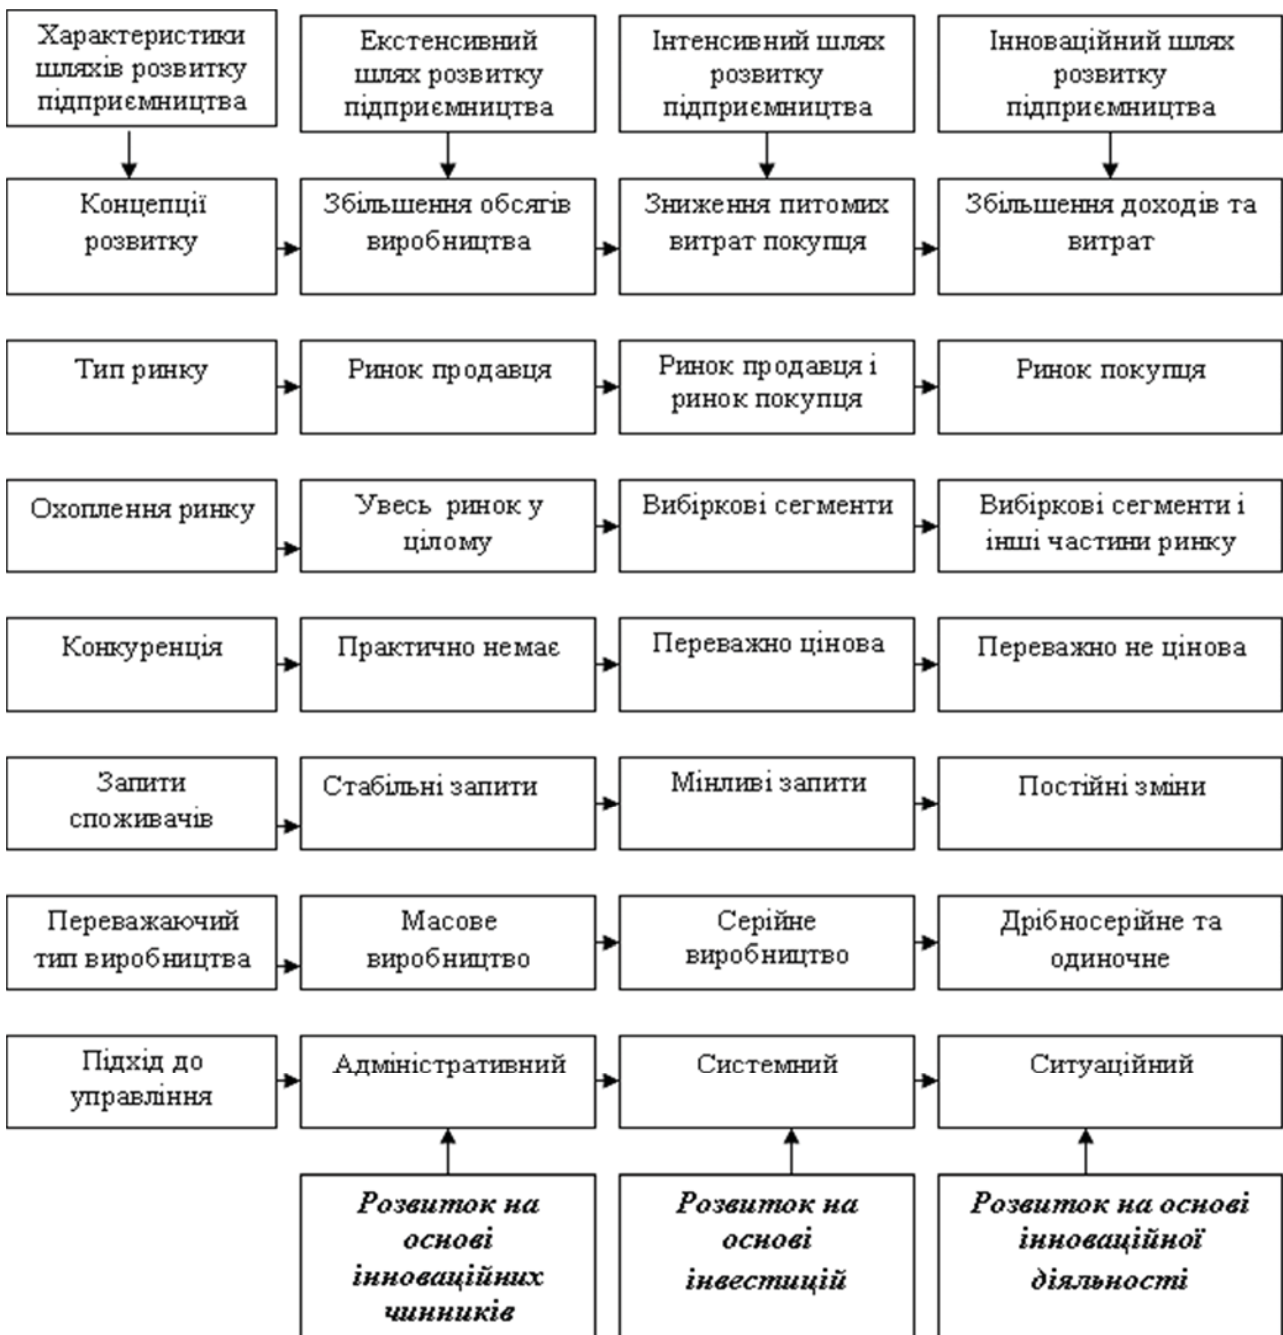 Характеристики
шляхів розвитку
підприємництва
Екстенсивний
шлях розвитку
підприємництва
Інтенсивний шлях
розвитку
підприємництва
Інноваційний шлях
розвитку
підприємництва
Концепції
розвитку
Збільшення обсягів
виробництва
Зниження питомих
витрат покупця
Збільшення доходів та
витрат
Тип ринку
Ринок продавця
Ринок продавця і
ринок покупця
Ринок покупця
Охоплення ринку
Увесь ринок у
цілому
Вибіркові сегменти
Вибіркові сегменти і
інші частини ринку
Конкуренція
Практично немає
Переважно цінова
Переважно не цінова
Запити
споживачів
Стабільні запити
Мінливі запити
Постійні зміни
Переважаючий
тип виробництва
Масове
виробництво
Серійне
виробництво
Дрібносерійне та
одиночне
Підхід до
управління
Адміністративний
Системний
Ситуаційний
Розвиток на
основі
інноваційних
чинників
Розвиток на
основі
інвестицій
Розвиток на основі
інноваційної
діяльності